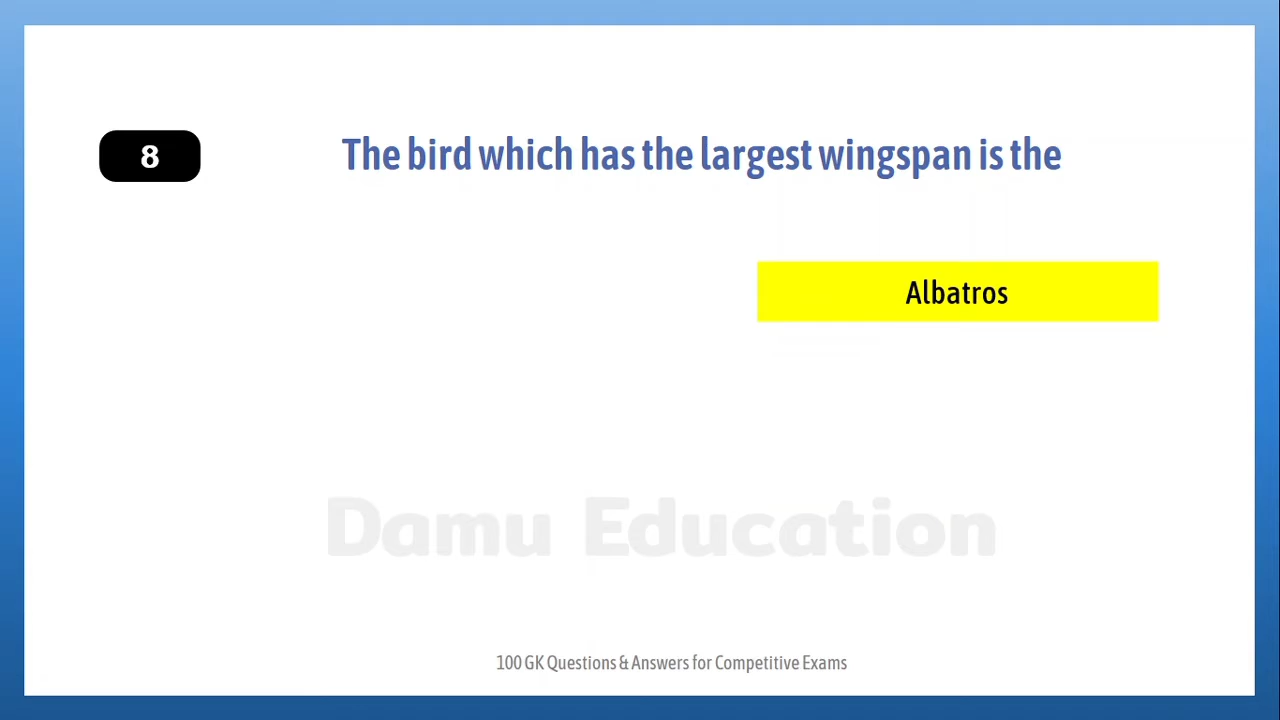 8
The bird which has the largest wingspan is the
Albatros
Damu Education
100 GK Questions & Answers for Competitive Exams